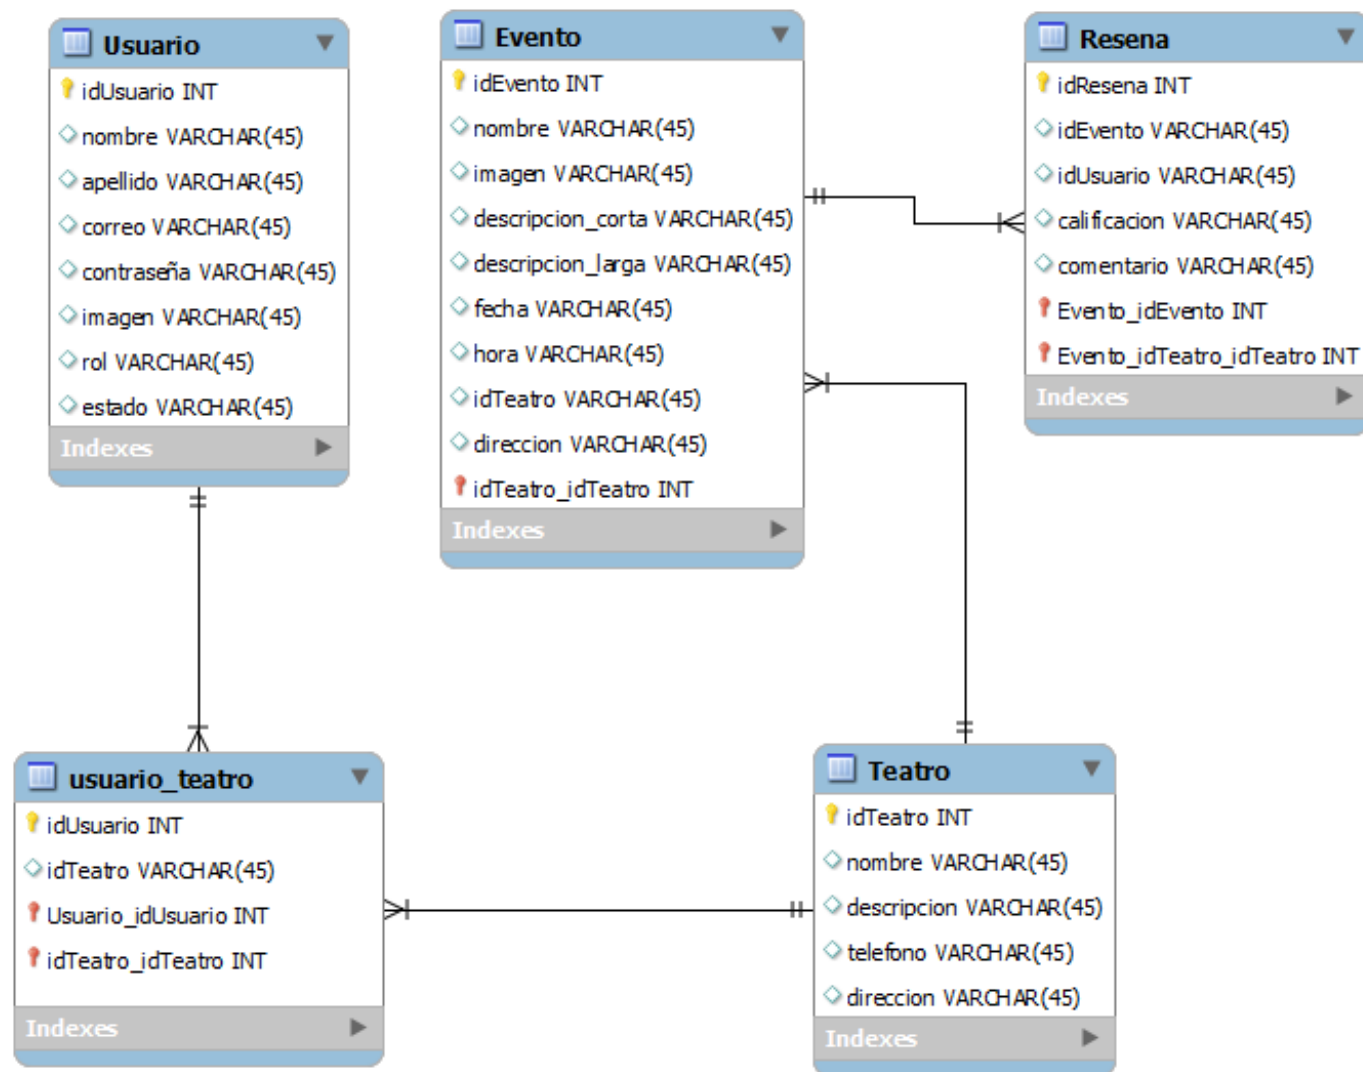 Usuario
idUsuario INT
nombre VARCHAR(45)
apellido VARCHAR(45)
correo VARCHAR(45)
contraseña VARCHAR(45)
imagen VARCHAR(45)
rol VARCHAR(45)
estado VARCHAR(45)
Indexes
Evento
idEvento INT
nombre VARCHAR(45)
imagen VARCHAR(45)
descripcion_corta VARCHAR(45)
descripcion_larga VARCHAR(45)
fecha VARCHAR(45)
hora VARCHAR(45)
idTeatro VARCHAR(45)
direccion VARCHAR(45)
idTeatro_idTeatro INT
Indexes
Resena
idResena INT
idEvento VARCHAR(45)
idUsuario VARCHAR(45)
calificacion VARCHAR(45)
comentario VARCHAR(45)
Evento_idEvento INT
Evento_idTeatro_idTeatro INT
Indexes
usuario_teatro
idUsuario INT
idTeatro VARCHAR(45)
Usuario_idUsuario INT
idTeatro_idTeatro INT
Indexes
Teatro
idTeatro INT
nombre VARCHAR(45)
descripcion VARCHAR(45)
telefono VARCHAR(45)
direccion VARCHAR(45)
Indexes